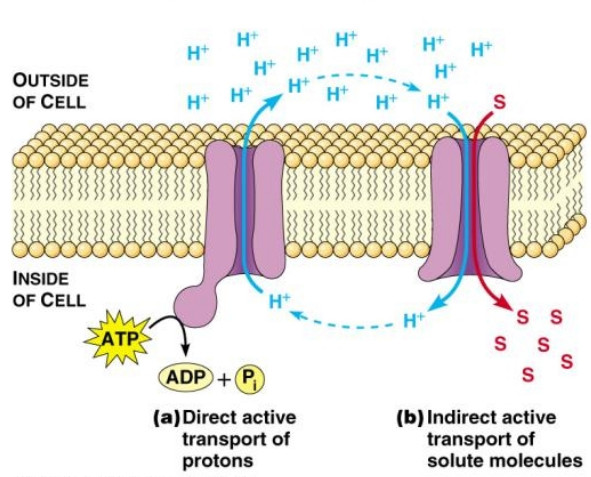 H⁺ H⁺ H⁺ H⁺ H⁺ H⁺ H⁺
H⁺ H⁺
H⁺ H⁺ H⁺ H⁺ H⁺ H⁺
OUTSIDE
OF CELL
S
INSIDE
OF CELL
H⁺
H⁺
S S
S S
S
S
ATP
ADP + Pi
(a) Direct active
transport of
protons
(b) Indirect active
transport of
solute molecules